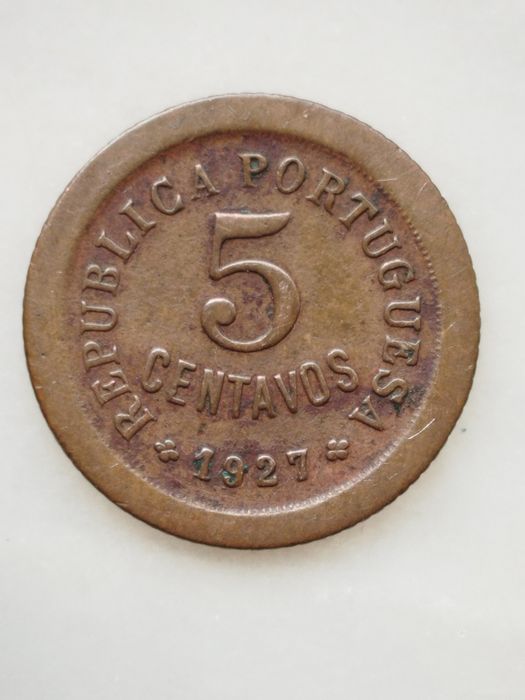 REPUBLICA PORTUGUESA
5
CENTAVOS
1927